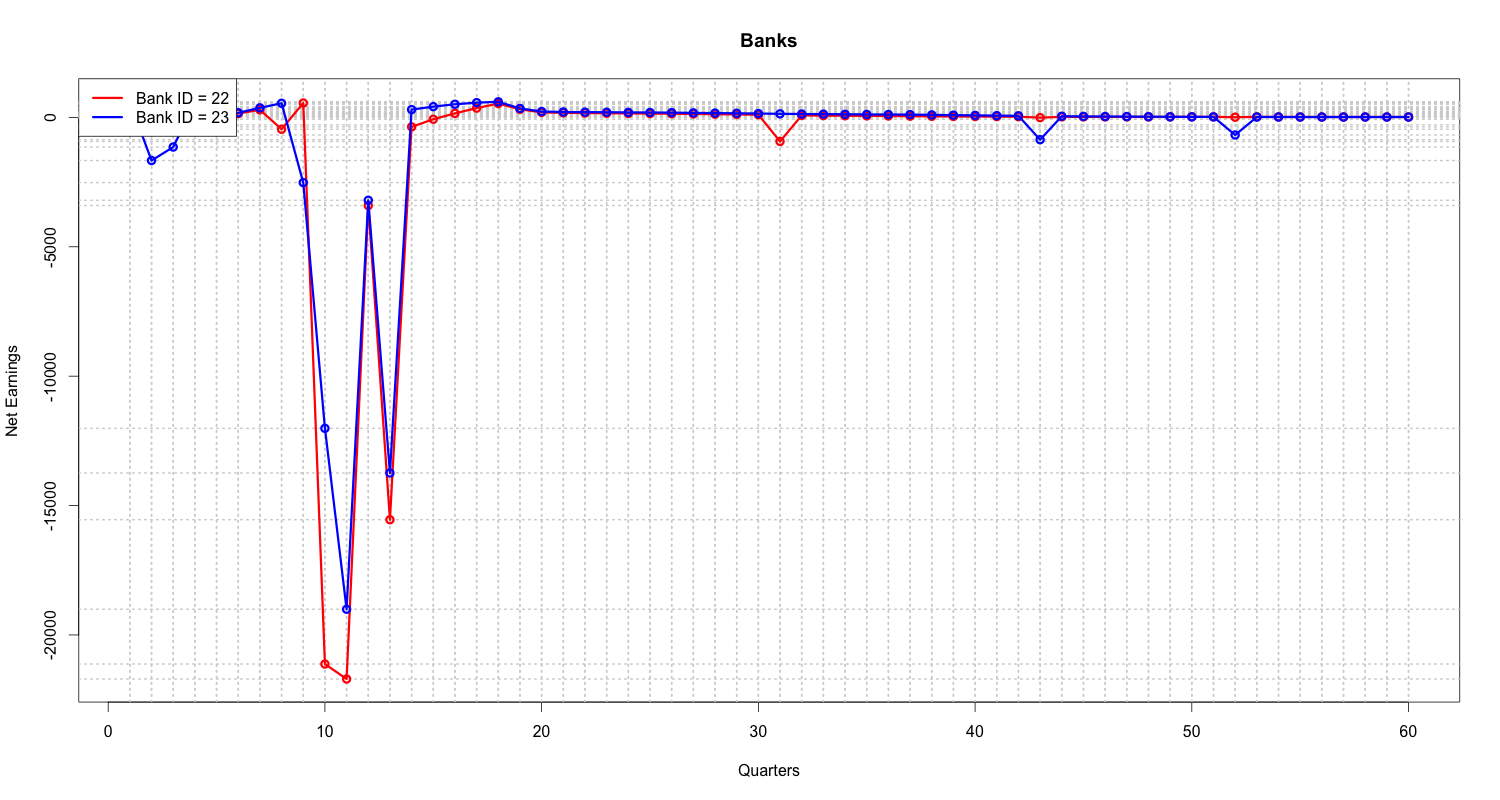 Banks
Bank ID = 22
Bank ID = 23
Net Earnings
0
-5000
-10000
-15000
-20000
0 10 20 30 40 50 60
Quarters